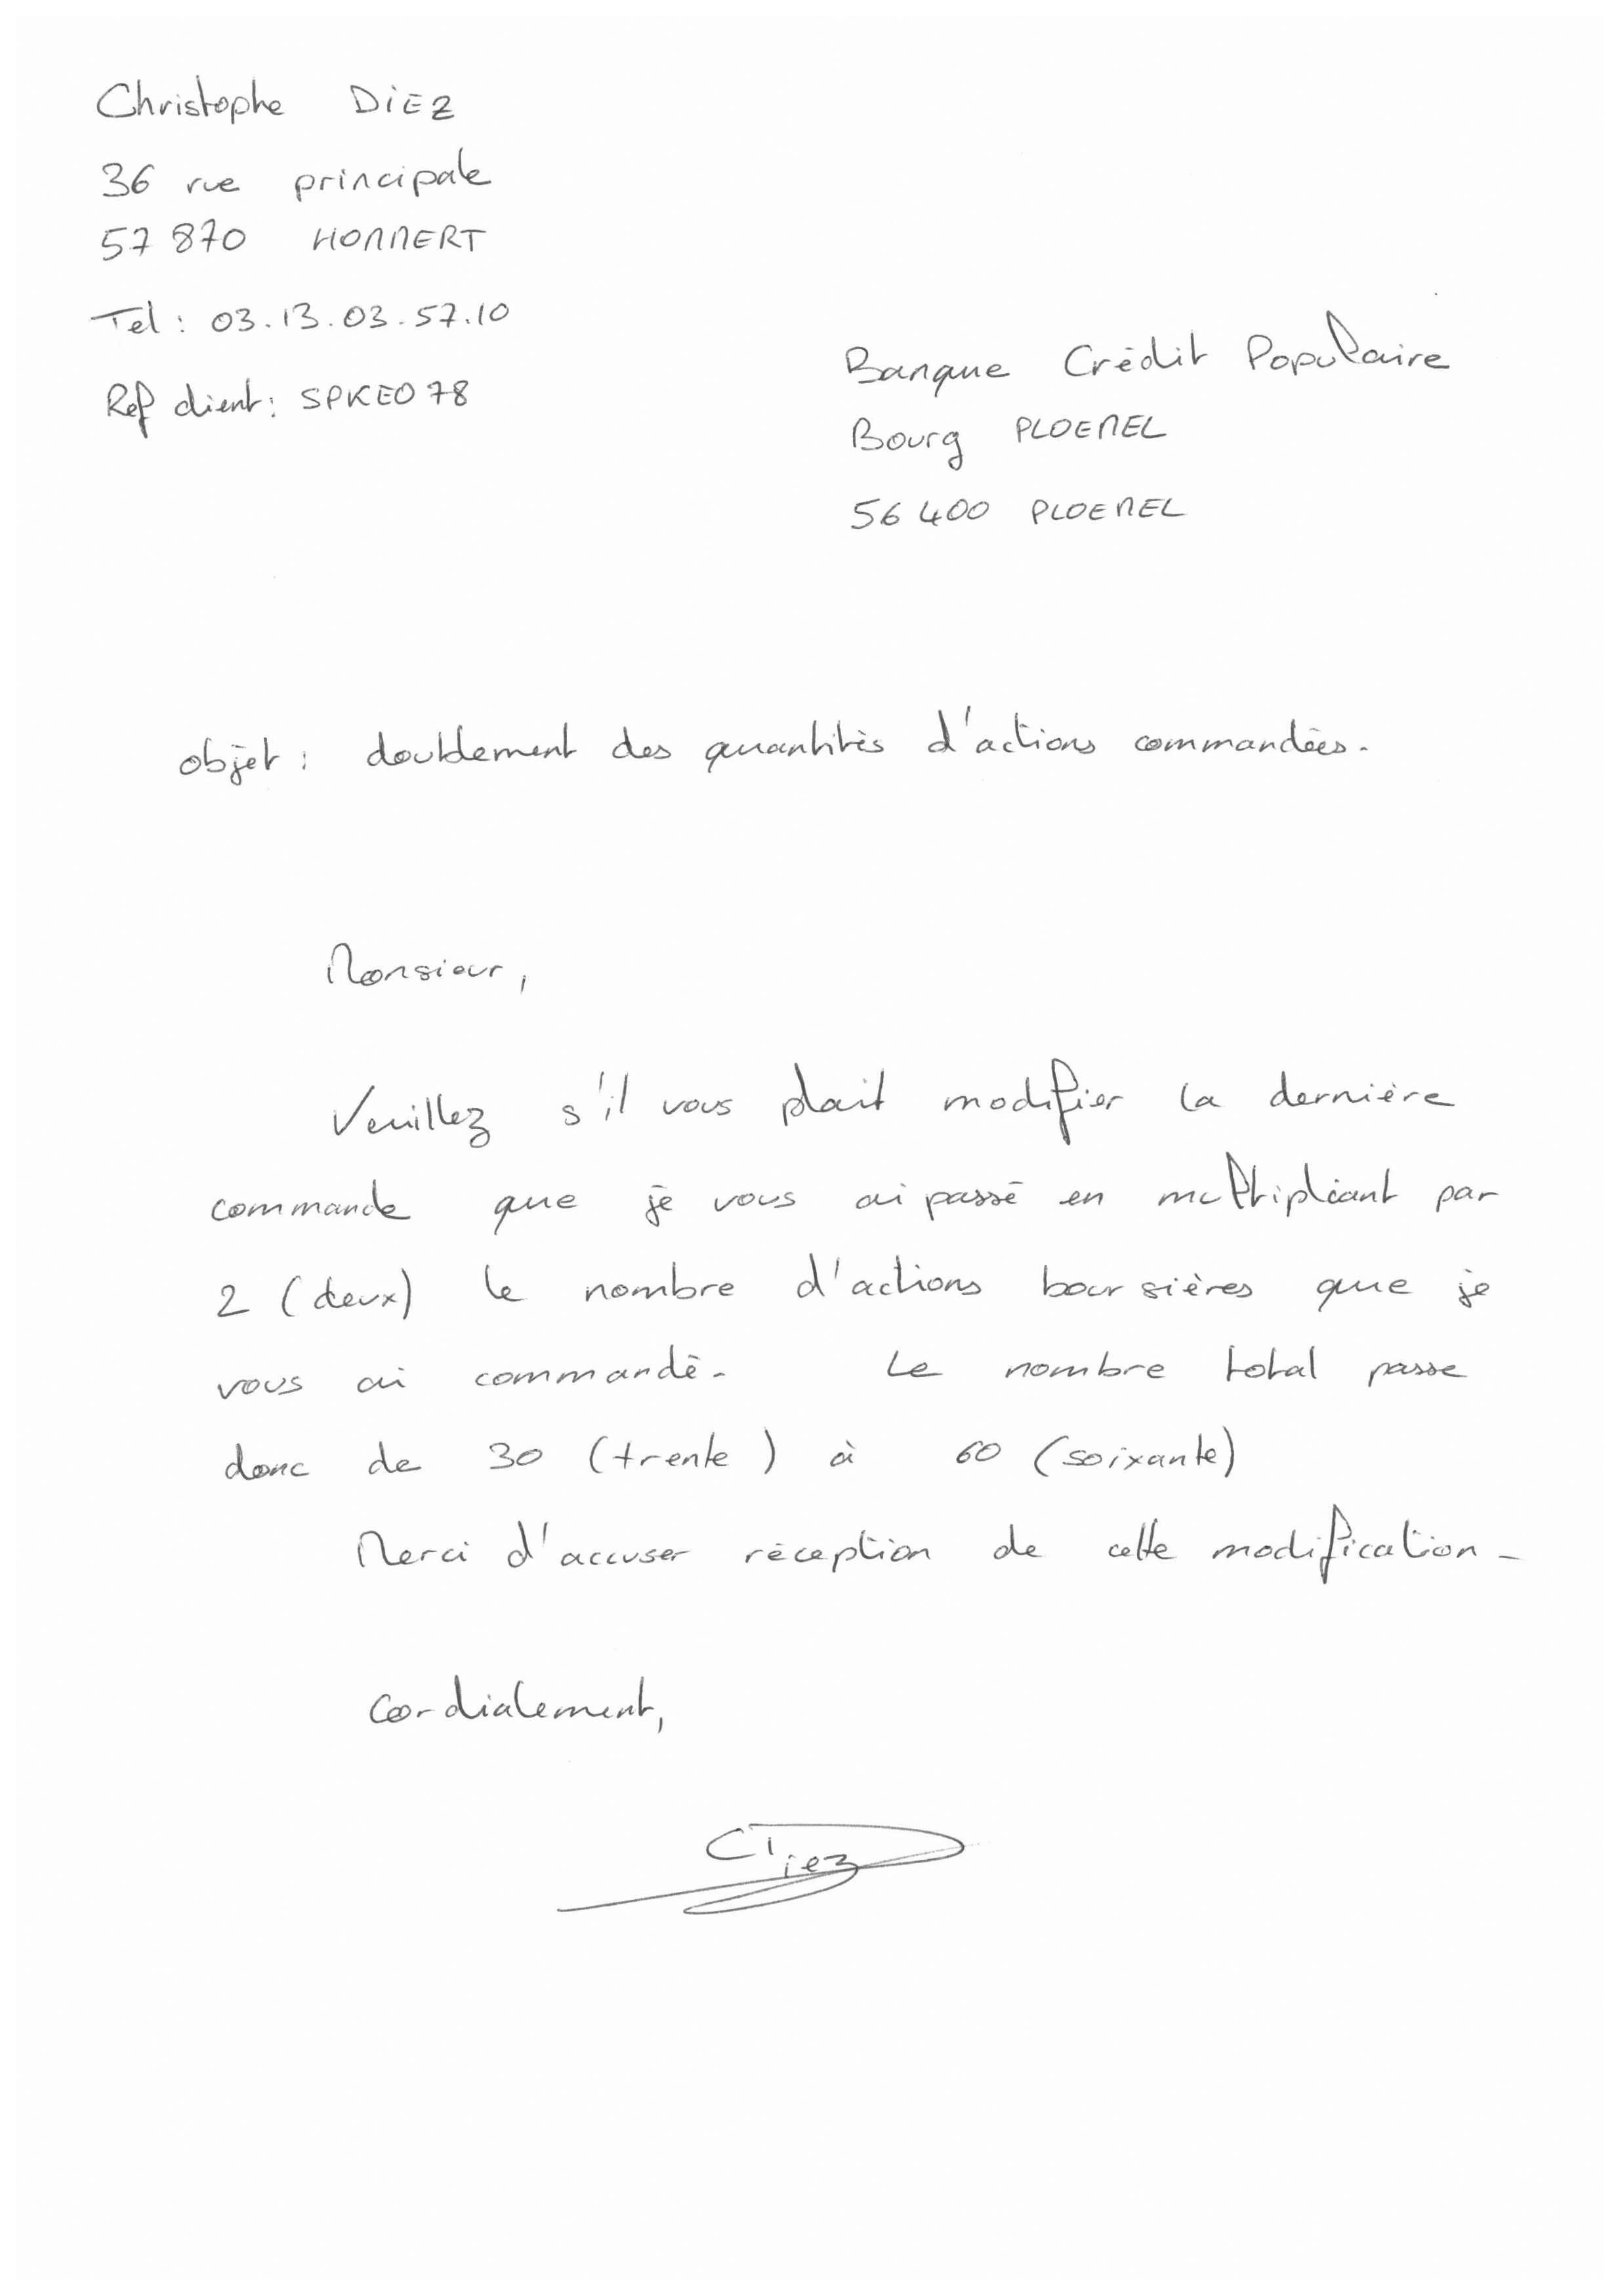 Christophe DiEZ
36 rue principale
57 870 HOMMERT
Tel : 03.13.03.57.10
Ref client : SPKEO78
Banque Crédit Populaire
Bourg PLOEMEL
56 400 PLOEMEL
objet : doublement des quantités d'actions commandées.
Monsieur,
Veuillez s'il vous plait modifier la dernière
commande que je vous ai passé en multipliant par
2 (deux) le nombre d'actions boursières que je
vous ai commandé. Le nombre total passe
donc de 30 (trente) à 60 (soixante)
Merci d'accuser réception de cette modification.
Cordialement,
CDiez